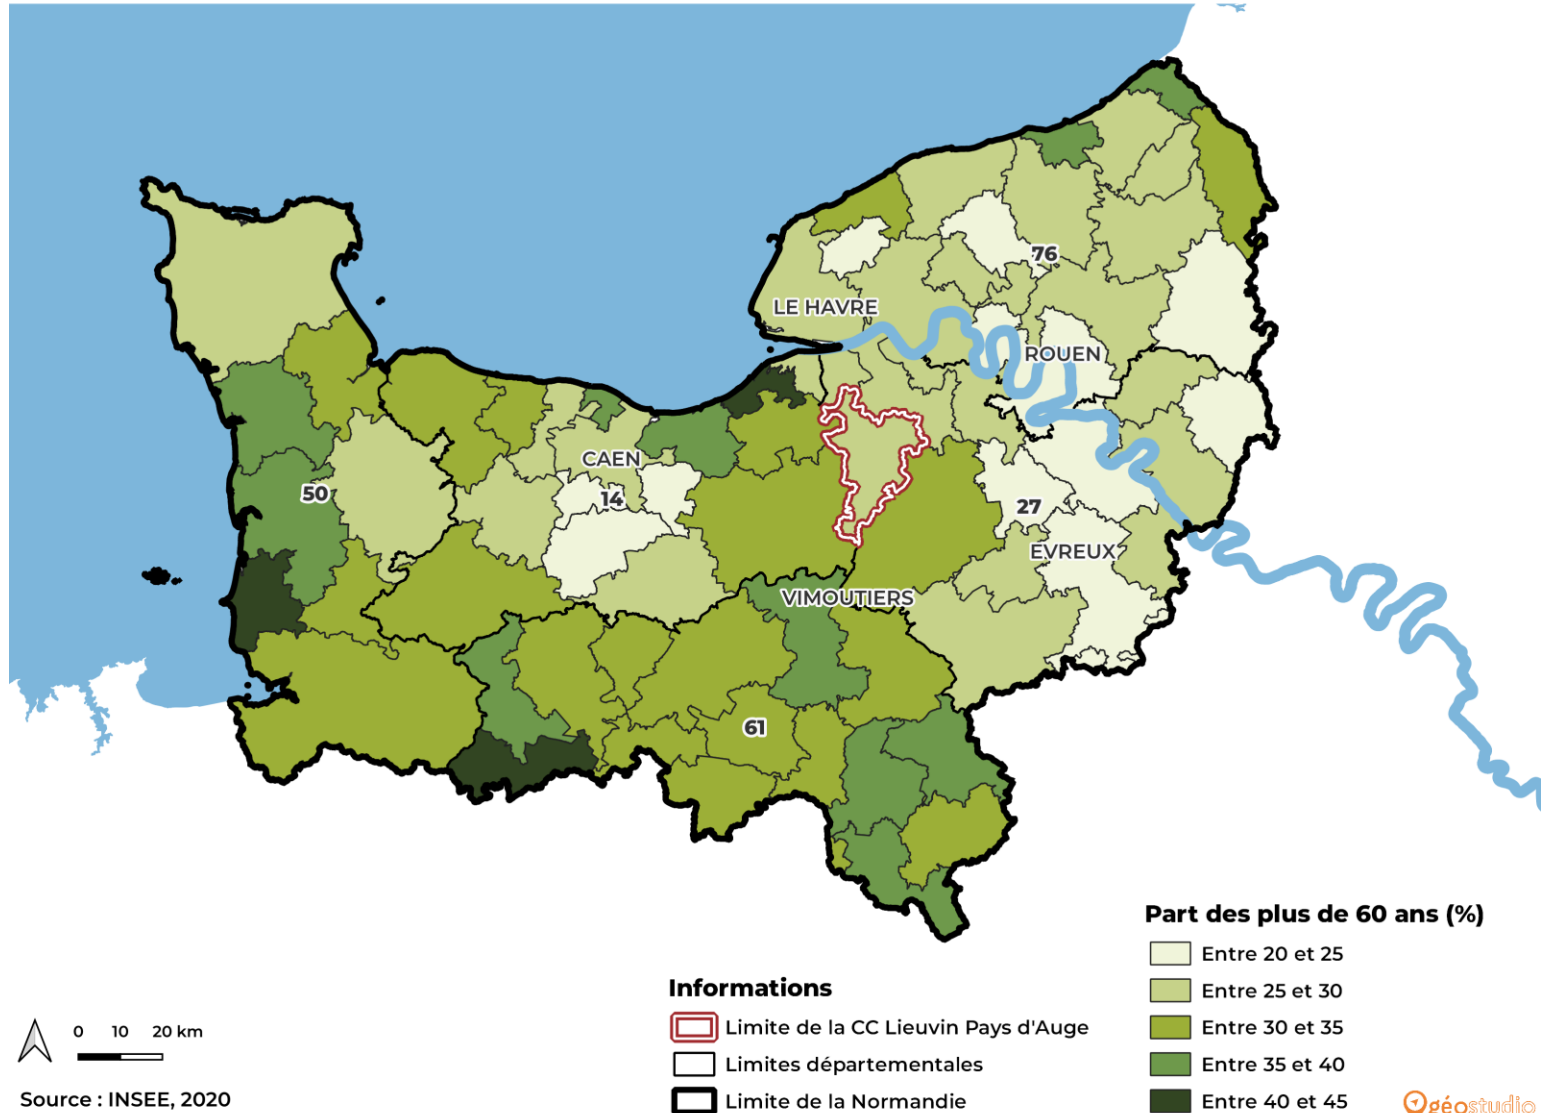 76
LE HAVRE
ROUEN
CAEN
50
14
27
EVREUX
VIMOUTIERS
61
Part des plus de 60 ans (%)
Entre 20 et 25
Entre 25 et 30
Entre 30 et 35
Entre 35 et 40
Entre 40 et 45
Informations
Limite de la CC Lieuvin Pays d'Auge
Limites départementales
Limite de la Normandie
0 10 20 km
Source : INSEE, 2020
géostudio